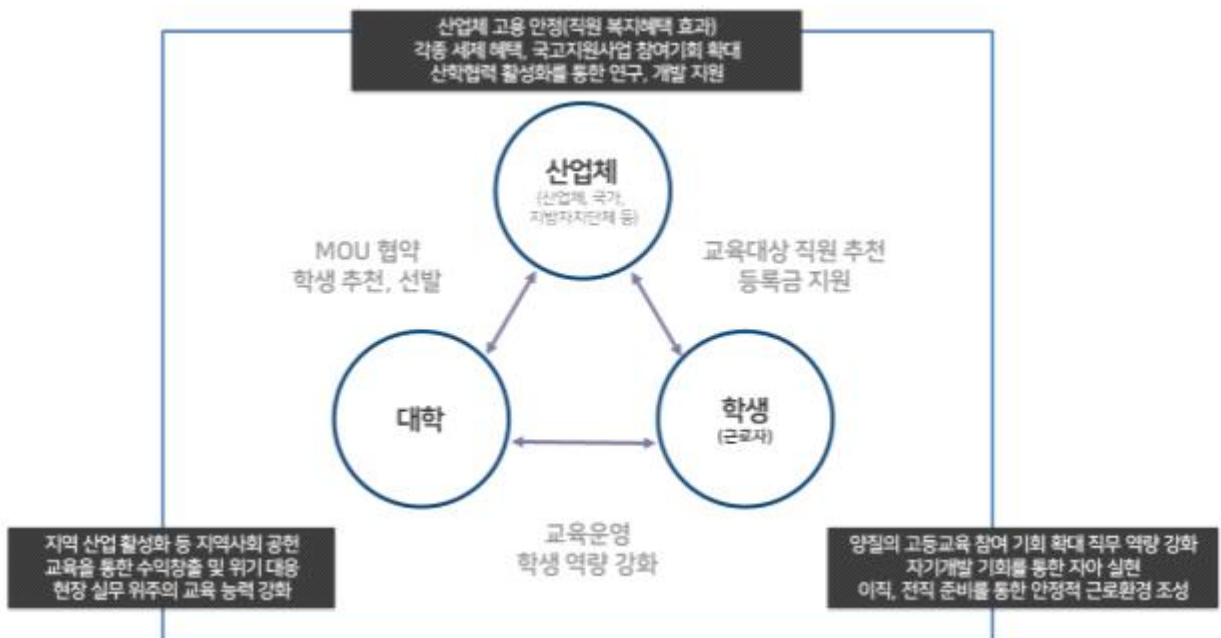 산업체 고용 안정(직원 복지혜택 효과)
각종 세제 혜택, 국고지원사업 참여기회 확대
산학협력 활성화를 통한 연구, 개발 지원
산업체
(산업체, 국가,
지방자치단체 등)
MOU 협약
학생 추천, 선발
교육대상 직원 추천
등록금 지원
대학
학생
(근로자)
교육운영
학생 역량 강화
지역 산업 활성화 등 지역사회 공헌
교육을 통한 수익창출 및 위기 대응
현장 실무 위주의 교육 능력 강화
양질의 고등교육 참여 기회 확대 직무 역량 강화
자기개발 기회를 통한 자아 실현
이직, 전직 준비를 통한 안정적 근로환경 조성